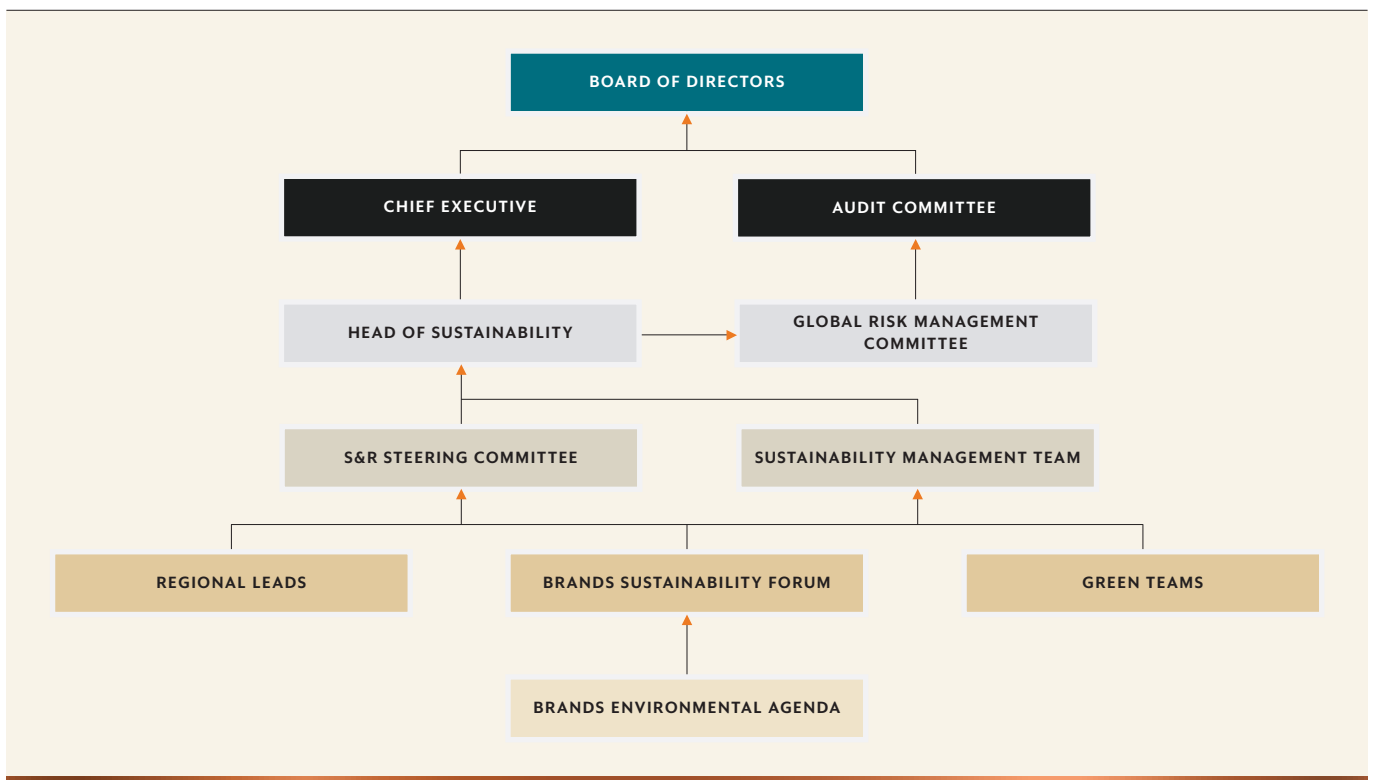 BOARD OF DIRECTORS
CHIEF EXECUTIVE
AUDIT COMMITTEE
HEAD OF SUSTAINABILITY
GLOBAL RISK MANAGEMENT
COMMITTEE
S&R STEERING COMMITTEE
SUSTAINABILITY MANAGEMENT TEAM
REGIONAL LEADS
BRANDS SUSTAINABILITY FORUM
GREEN TEAMS
BRANDS ENVIRONMENTAL AGENDA